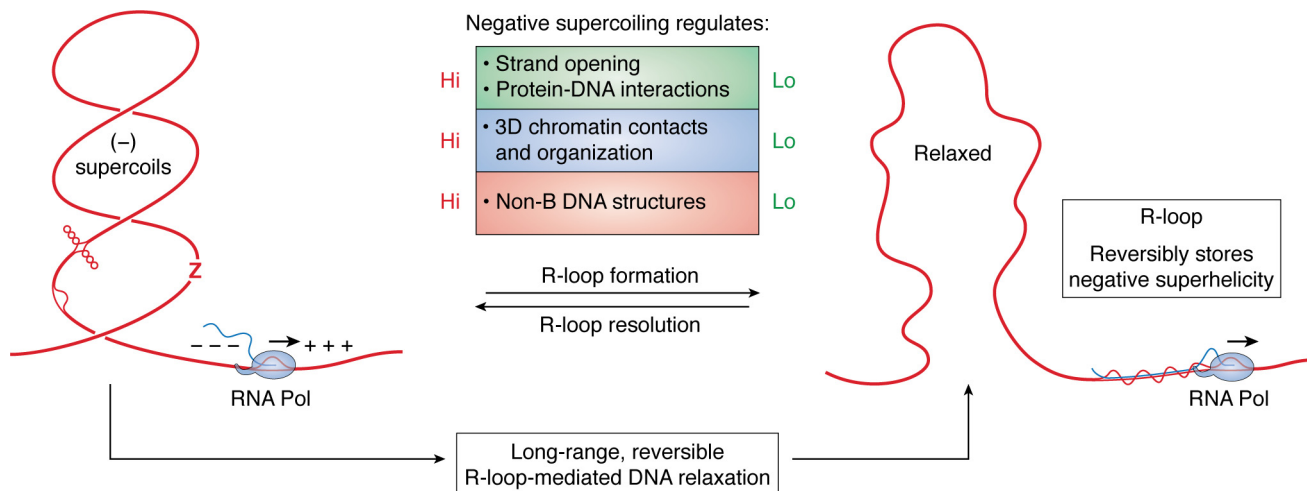 Negative supercoiling regulates:
Hi
• Strand opening
• Protein-DNA interactions
Lo
Hi
• 3D chromatin contacts
and organization
Lo
Hi
• Non-B DNA structures
Lo
(–)
supercoils
Z
– – –
+ + +
RNA Pol
R-loop formation
R-loop resolution
Relaxed
R-loop
Reversibly stores
negative superhelicity
RNA Pol
Long-range, reversible
R-loop-mediated DNA relaxation